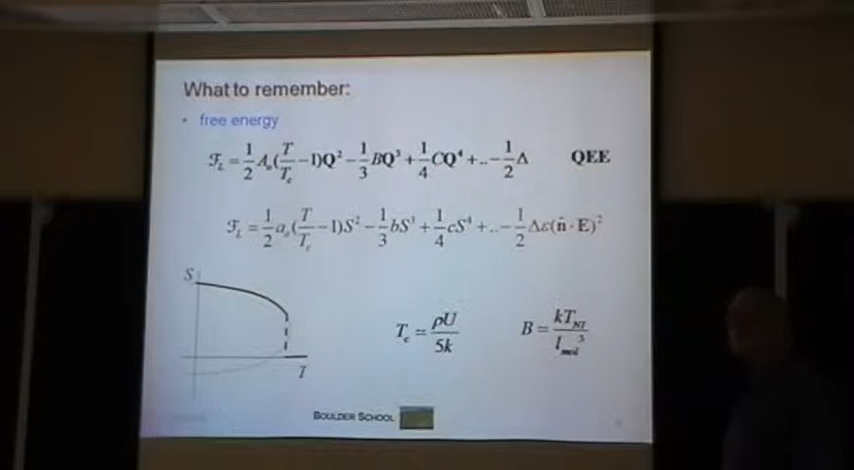 What to remember:
• free energy
ℱ_L = 1/2 A_o(T/T_c −1)Q² − 1/3 BQ³ + 1/4 CQ⁴ + ..− 1/2 Δ QEE
ℱ_L = 1/2 a_o(T/T_c −1)S² − 1/3 bS³ + 1/4 cS⁴ + ..− 1/2 Δε(n̂ · E)²
S
T_c ≃ ρU/5k B = kT_NI/l_mol³
T
BOULDER SCHOOL